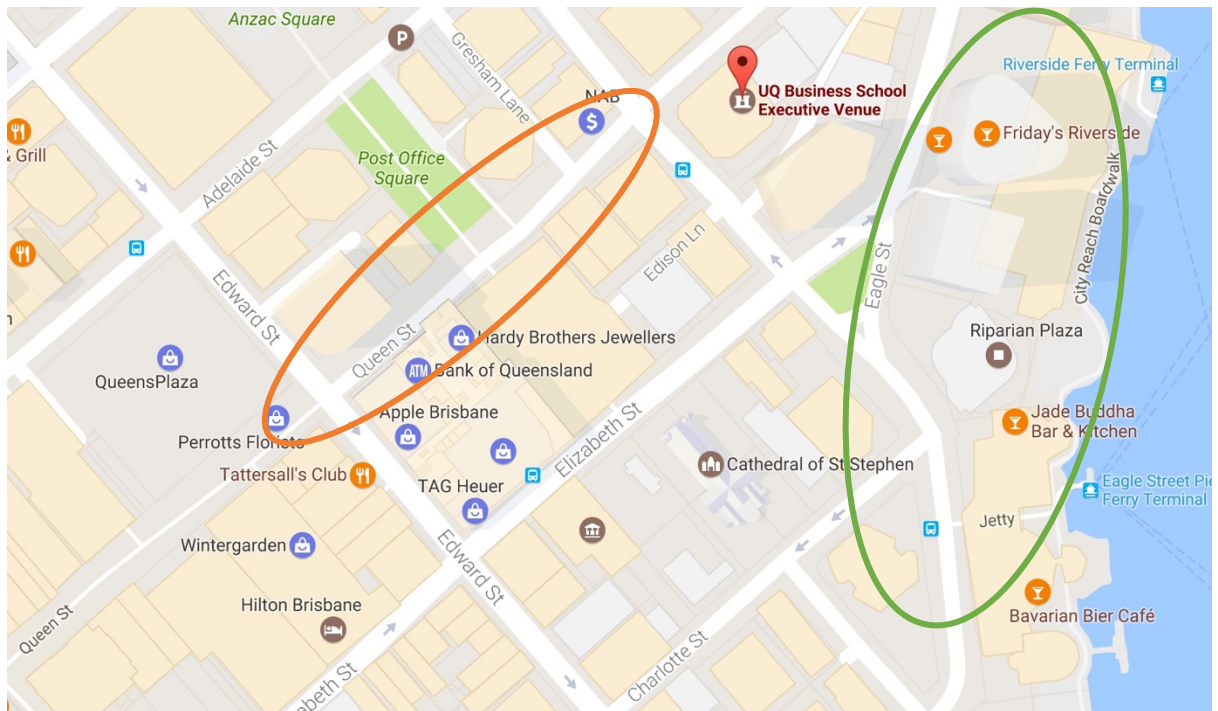 Anzac Square
P
Gresham Lane
NAB
$
UQ Business School
Executive Venue
Riverside Ferry Terminal
Friday's Riverside
& Grill
Adelaide St
Post Office
Square
City Reach Boardwalk
Edison Ln
Eagle St
Edward St
Queen St
Hardy Brothers Jewellers
Riparian Plaza
ATM
Bank of Queensland
QueensPlaza
Apple Brisbane
Perrotts Florists
Elizabeth St
Jade Buddha
Bar & Kitchen
Tattersall's Club
Cathedral of St Stephen
TAG Heuer
Eagle Street Pie
Ferry Terminal
Jetty
Wintergarden
Edward St
Hilton Brisbane
Queen St
Bavarian Bier Café
Charlotte St
zabeth St